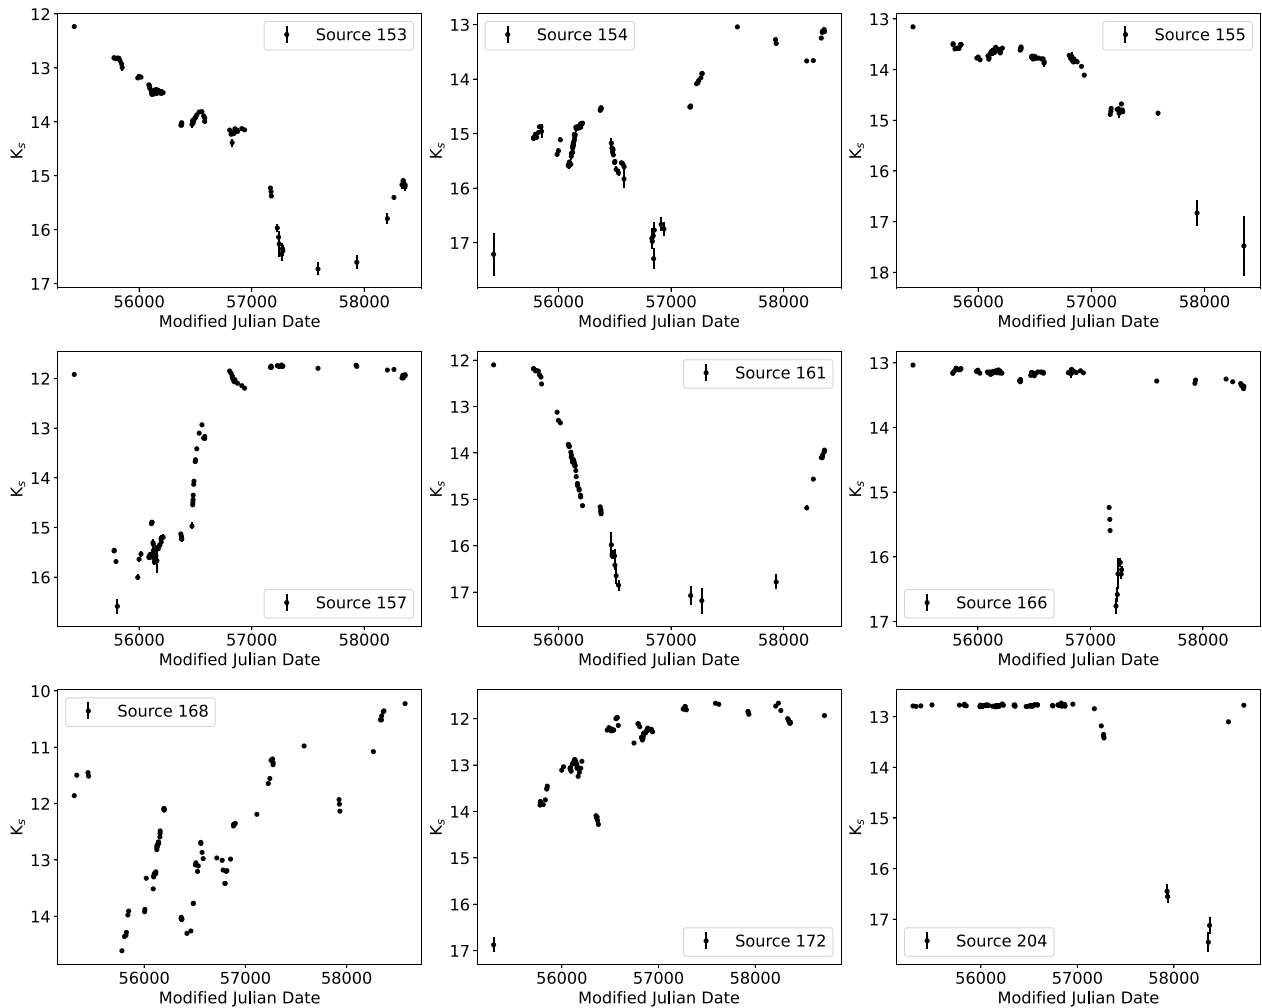 12
13
14
15
16
17
K_s
Source 153
56000 57000 58000
Modified Julian Date
13
14
15
16
17
K_s
Source 154
56000 57000 58000
Modified Julian Date
13
14
15
16
17
18
K_s
Source 155
56000 57000 58000
Modified Julian Date
12
13
14
15
16
K_s
Source 157
56000 57000 58000
Modified Julian Date
12
13
14
15
16
17
K_s
Source 161
56000 57000 58000
Modified Julian Date
13
14
15
16
17
K_s
Source 166
56000 57000 58000
Modified Julian Date
10
11
12
13
14
K_s
Source 168
56000 57000 58000
Modified Julian Date
12
13
14
15
16
17
K_s
Source 172
56000 57000 58000
Modified Julian Date
13
14
15
16
17
K_s
Source 204
56000 57000 58000
Modified Julian Date